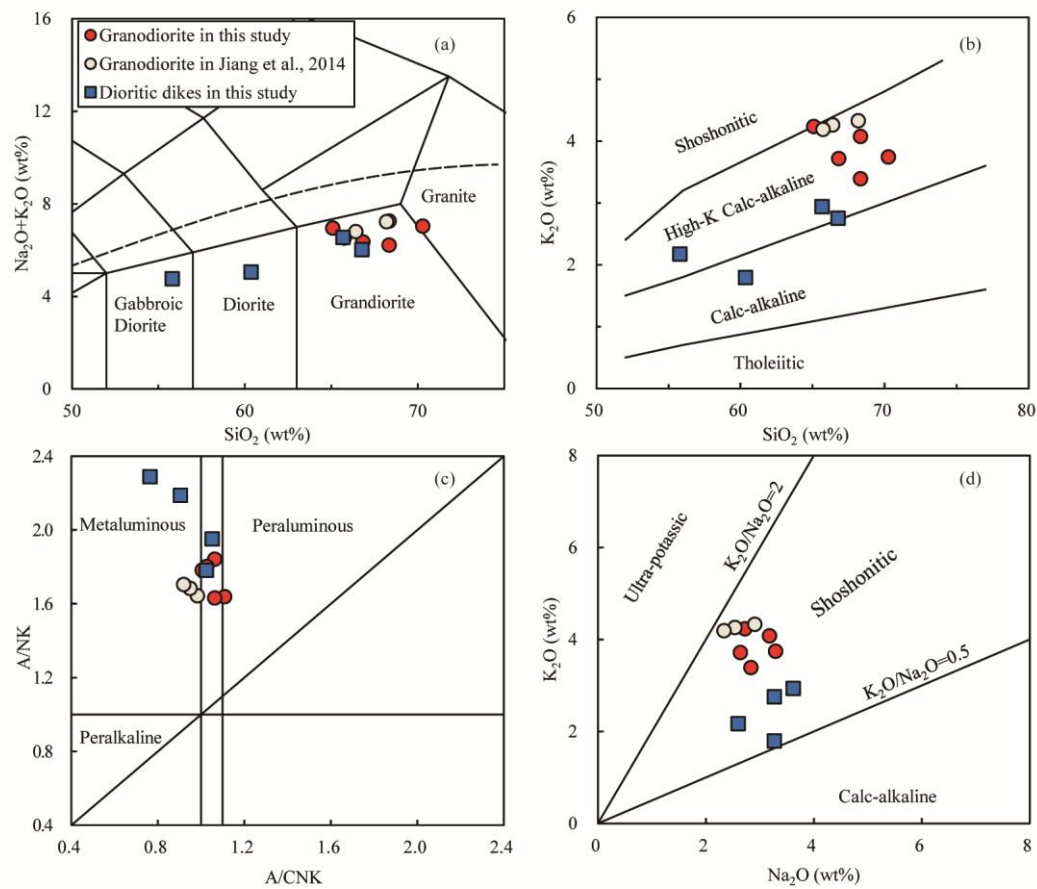 16
12
8
4
0
Na₂O+K₂O (wt%)
Granodiorite in this study
Granodiorite in Jiang et al., 2014
Dioritic dikes in this study
(a)
Granite
Gabbroic
Diorite
Diorite
Grandiorite
50
60
70
SiO₂ (wt%)
6
4
2
0
K₂O (wt%)
(b)
Shoshonitic
High-K Calc-alkaline
Calc-alkaline
Tholeiitic
50
60
70
80
SiO₂ (wt%)
2.4
2.0
1.6
1.2
0.8
0.4
A/NK
(c)
Metaluminous
Peraluminous
Peralkaline
0.4
0.8
1.2
1.6
2.0
2.4
A/CNK
8
6
4
2
0
K₂O (wt%)
(d)
Ultra-potassic
K₂O/Na₂O=2
Shoshonitic
K₂O/Na₂O=0.5
Calc-alkaline
0
2
4
6
8
Na₂O (wt%)